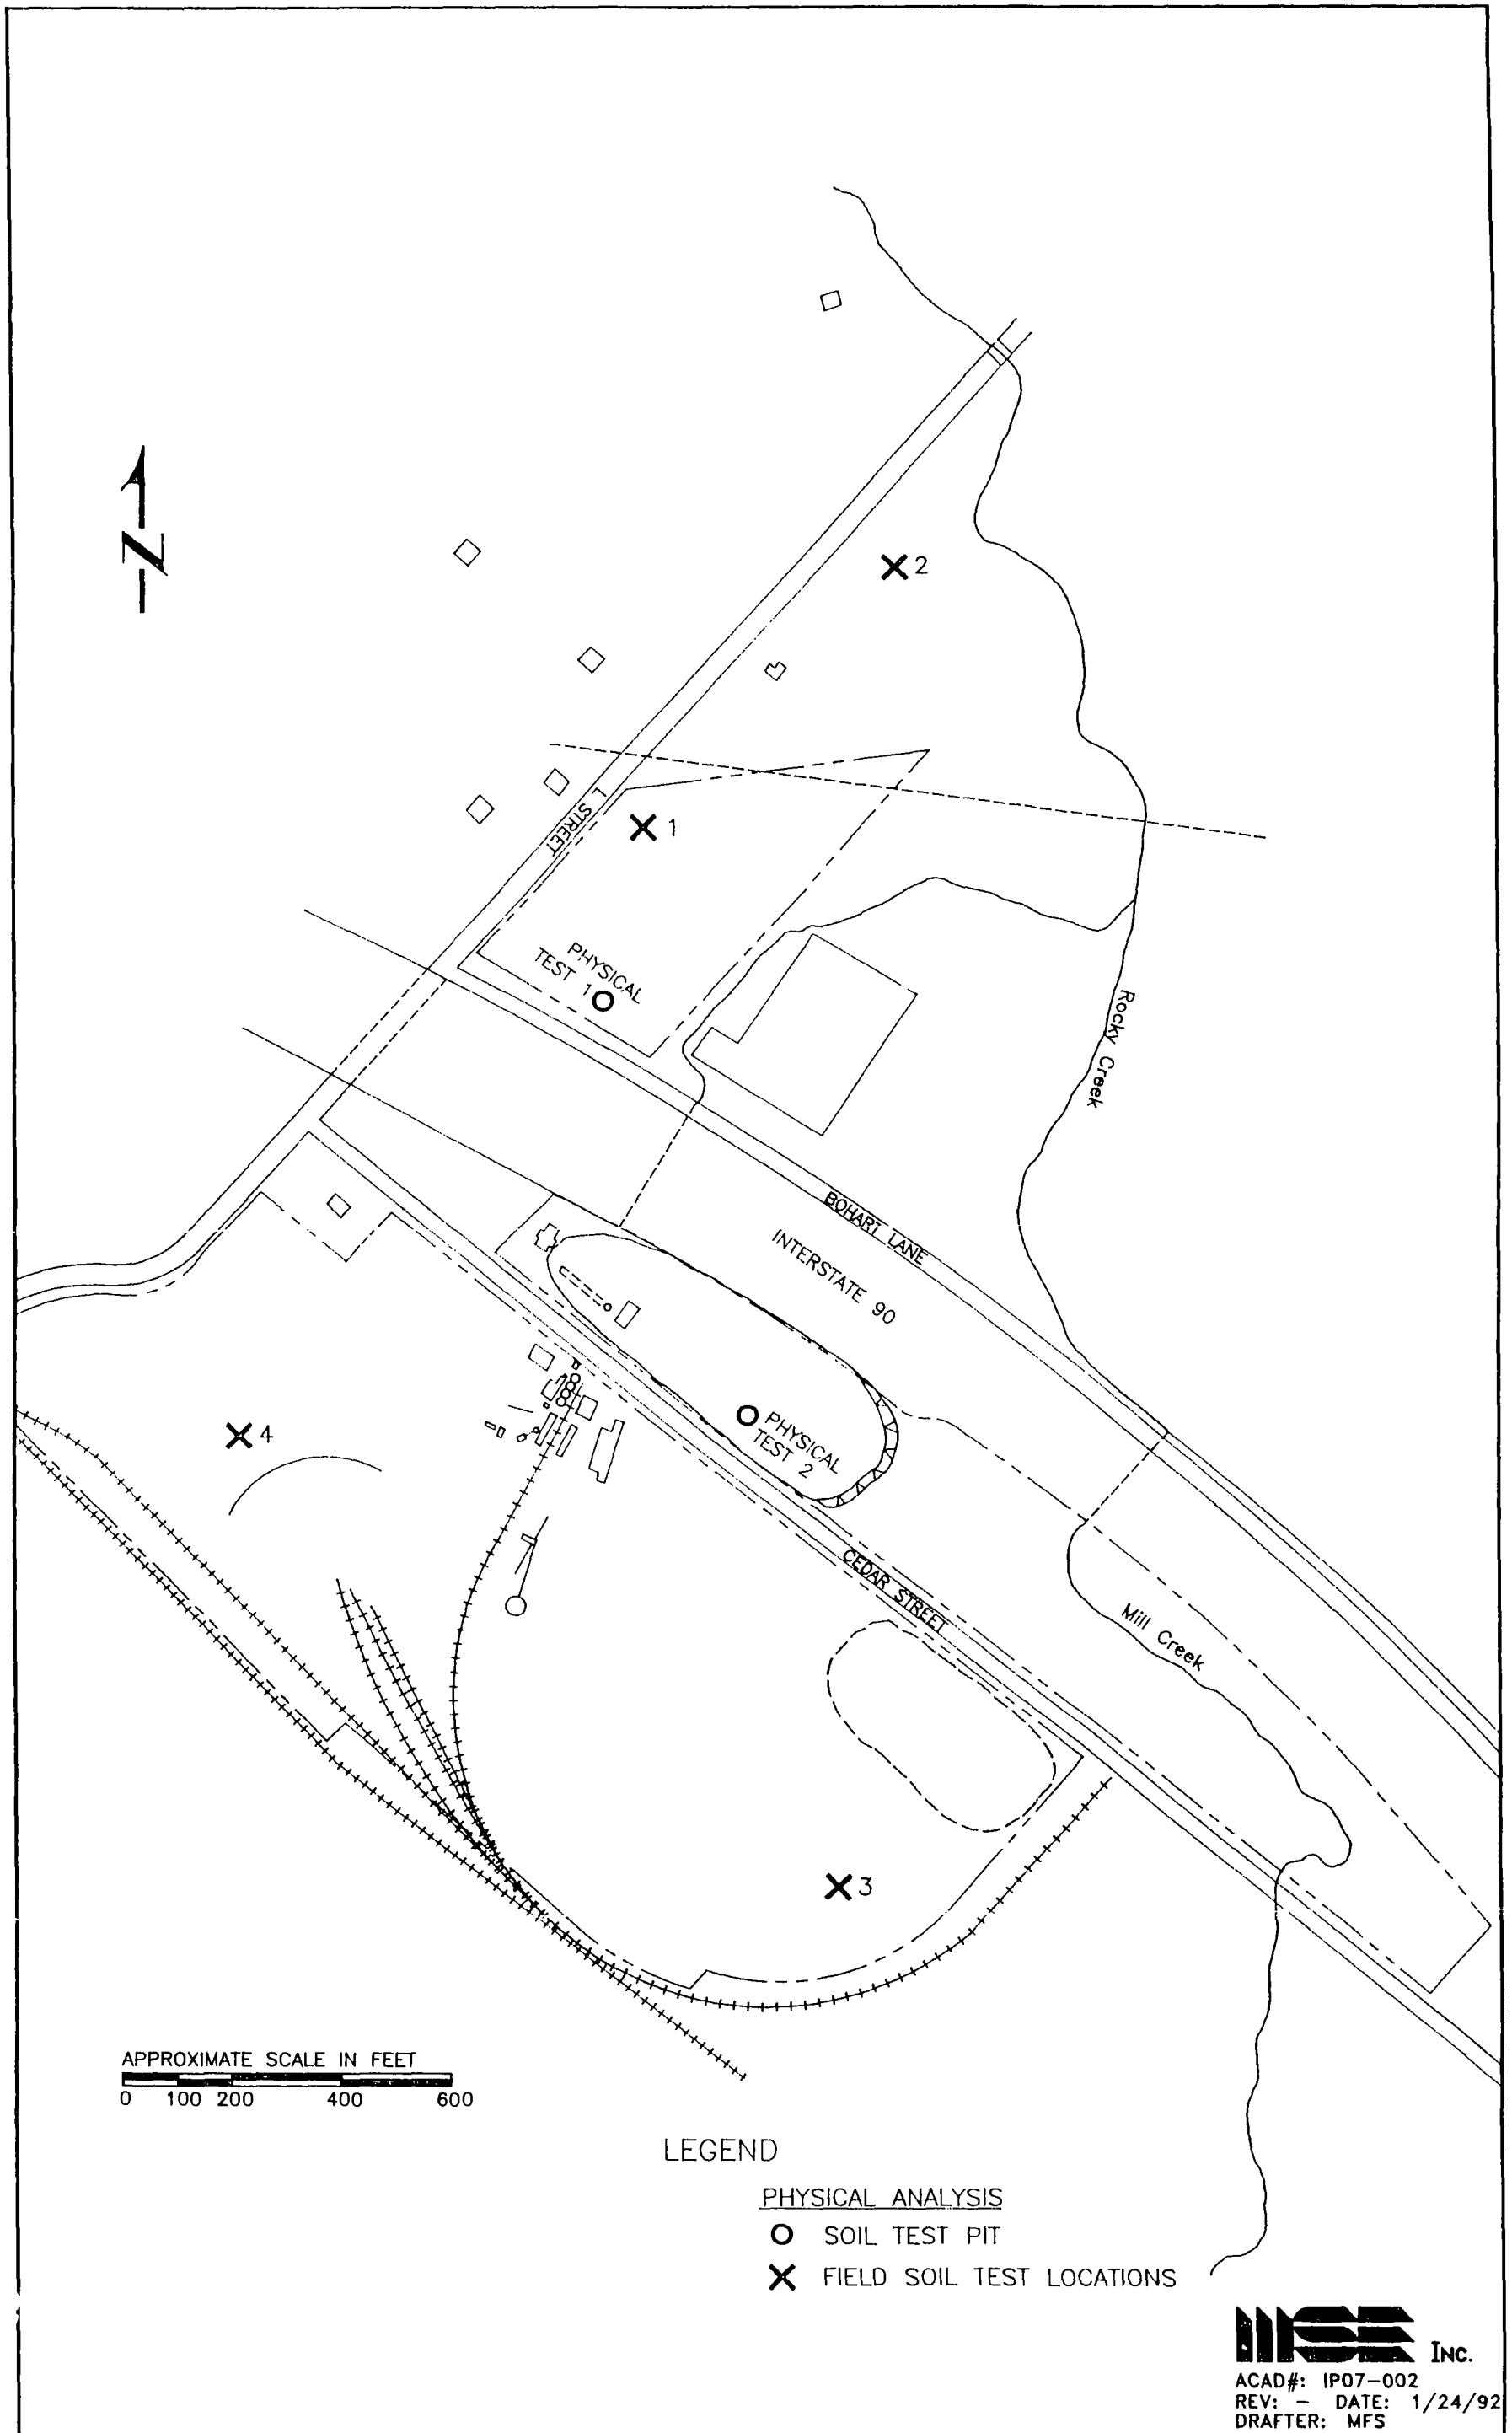 N
2
L STREET
1
PHYSICAL
TEST 1
Rocky Creek
BOHART LANE
INTERSTATE 90
4
PHYSICAL
TEST 2
CEDAR STREET
Mill Creek
3
APPROXIMATE SCALE IN FEET
0 100 200 400 600
LEGEND
PHYSICAL ANALYSIS
SOIL TEST PIT
FIELD SOIL TEST LOCATIONS
MSE INC.
ACAD#: IP07-002
REV: - DATE: 1/24/92
DRAFTER: MFS